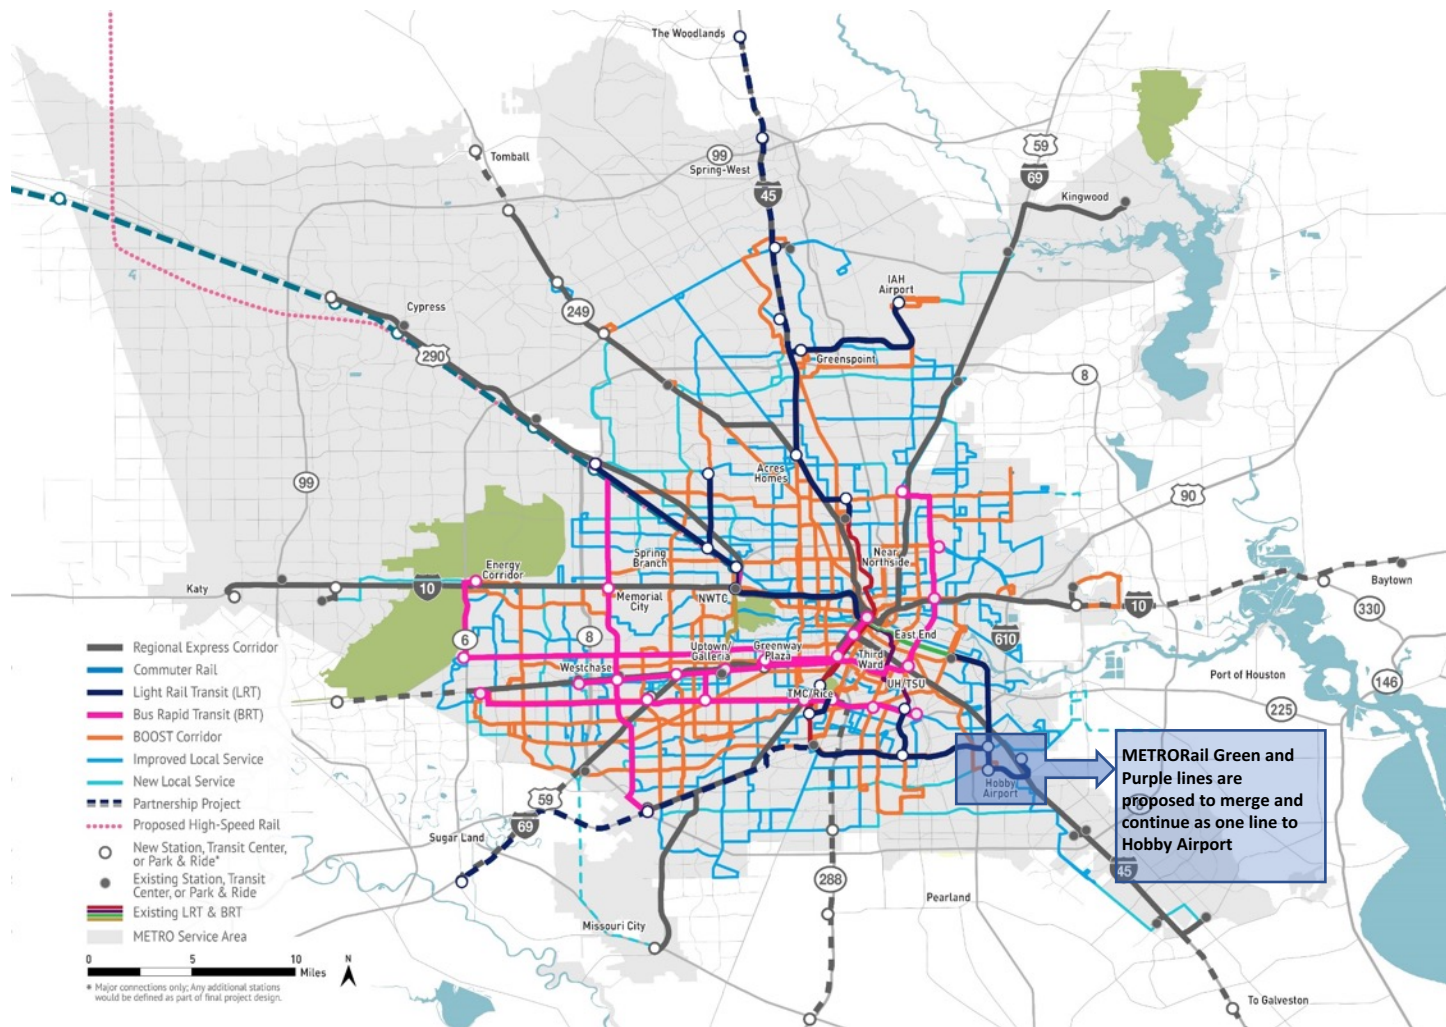 The Woodlands
59
Tomball
99
Spring-West
69
Kingwood
45
IAH
Airport
Cypress
249
290
Greenspoint
8
99
Acres
Homes
90
Near
Northside
Spring
Branch
Energy
Corridor
Katy
10
Memorial
City
NWTC
10
Baytown
330
6
8
East End
610
Uptown/
Galleria
Greenway
Plaza
Third
Ward
Westchase
UH/TSU
TMC/Rice
Port of Houston
146
225
Regional Express Corridor
Commuter Rail
Light Rail Transit (LRT)
Bus Rapid Transit (BRT)
BOOST Corridor
Improved Local Service
New Local Service
Partnership Project
Proposed High-Speed Rail
New Station, Transit Center,
or Park & Ride*
Existing Station, Transit
Center, or Park & Ride
Existing LRT & BRT
METRO Service Area
0 5 10
Miles
N
* Major connections only; Any additional stations
would be defined as part of final project design.
59
69
Sugar Land
Missouri City
288
Pearland
Hobby
Airport
METRORail Green and
Purple lines are
proposed to merge and
continue as one line to
Hobby Airport
45
To Galveston